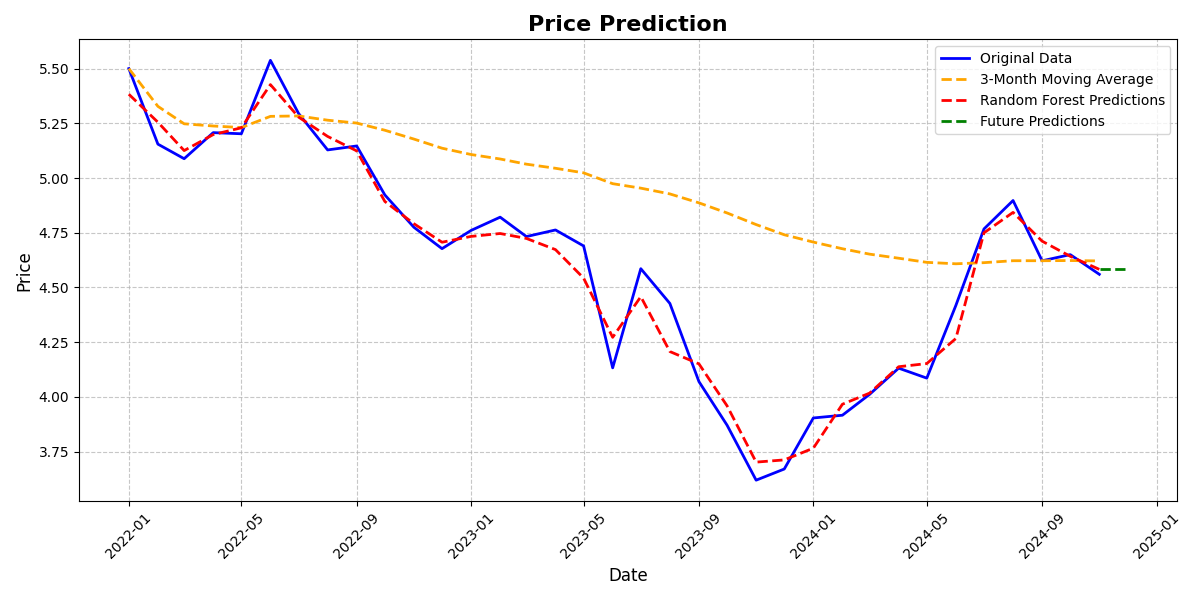 Price Prediction
Original Data
3-Month Moving Average
Random Forest Predictions
Future Predictions
Price
5.50
5.25
5.00
4.75
4.50
4.25
4.00
3.75
2022-01
2022-05
2022-09
2023-01
2023-05
2023-09
2024-01
2024-05
2024-09
2025-01
Date